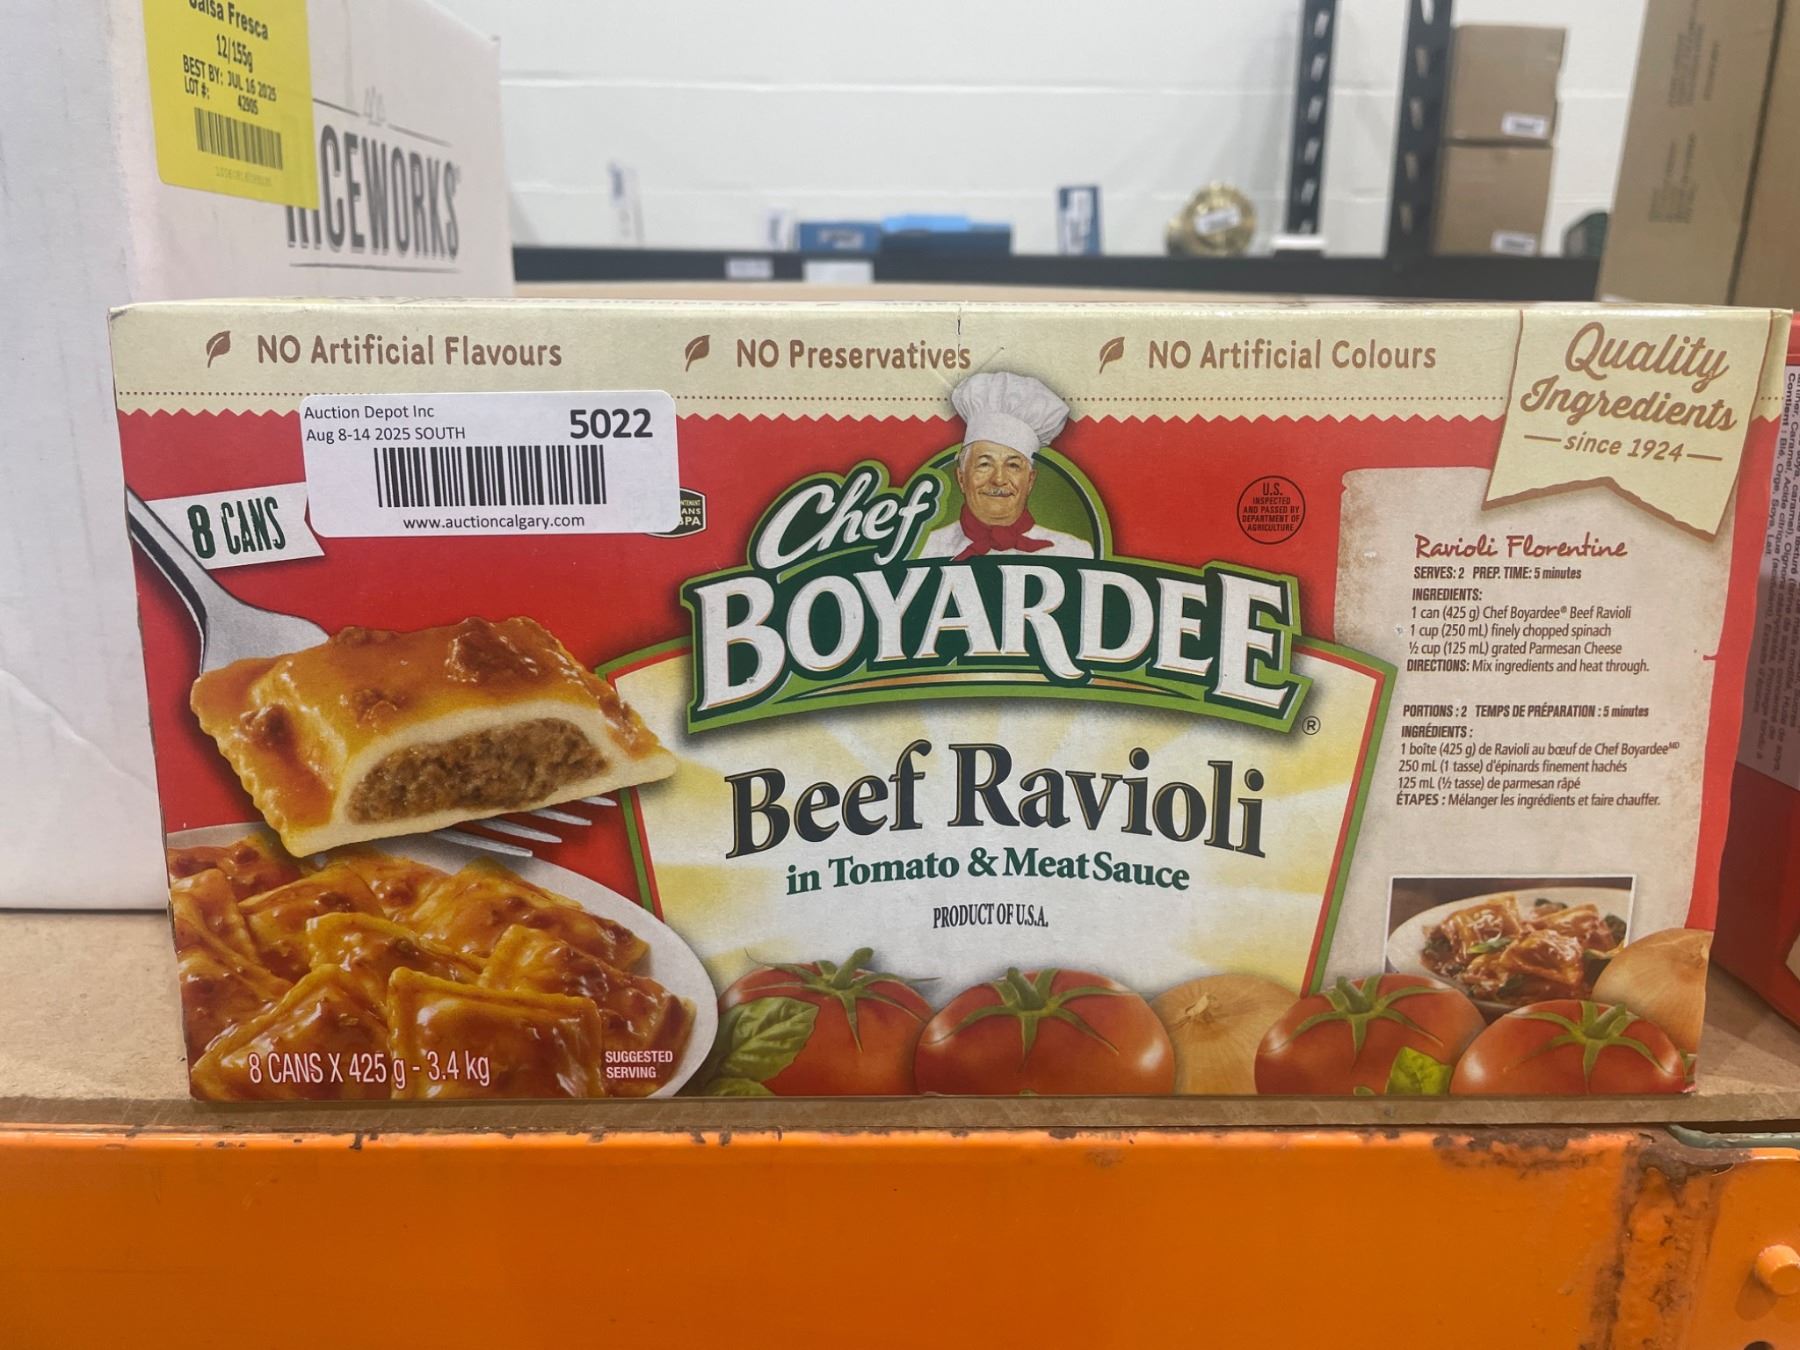 Salsa Fresca
12/155g
BEST BY: JUL 16 2025
LOT #: 42905
RICEWORKS
NO Artificial Flavours
NO Preservatives
NO Artificial Colours
Quality
Ingredients
since 1924
Auction Depot Inc
Aug 8-14 2025 SOUTH
5022
www.auctioncalgary.com
8 CANS
Chef
BOYARDEE®
U.S.
INSPECTED
AND PASSED BY
DEPARTMENT OF
AGRICULTURE
Beef Ravioli
in Tomato & Meat Sauce
PRODUCT OF U.S.A.
Ravioli Florentine
SERVES: 2 PREP. TIME: 5 minutes
INGREDIENTS:
1 can (425 g) Chef Boyardee® Beef Ravioli
1 cup (250 mL) finely chopped spinach
½ cup (125 mL) grated Parmesan Cheese
DIRECTIONS: Mix ingredients and heat through.
PORTIONS : 2 TEMPS DE PRÉPARATION : 5 minutes
INGRÉDIENTS :
1 boîte (425 g) de Ravioli au bœuf de Chef Boyardee MD
250 mL (1 tasse) d'épinards finement hachés
125 mL (½ tasse) de parmesan râpé
ÉTAPES : Mélanger les ingrédients et faire chauffer.
8 CANS X 425 g - 3.4 kg
SUGGESTED
SERVING